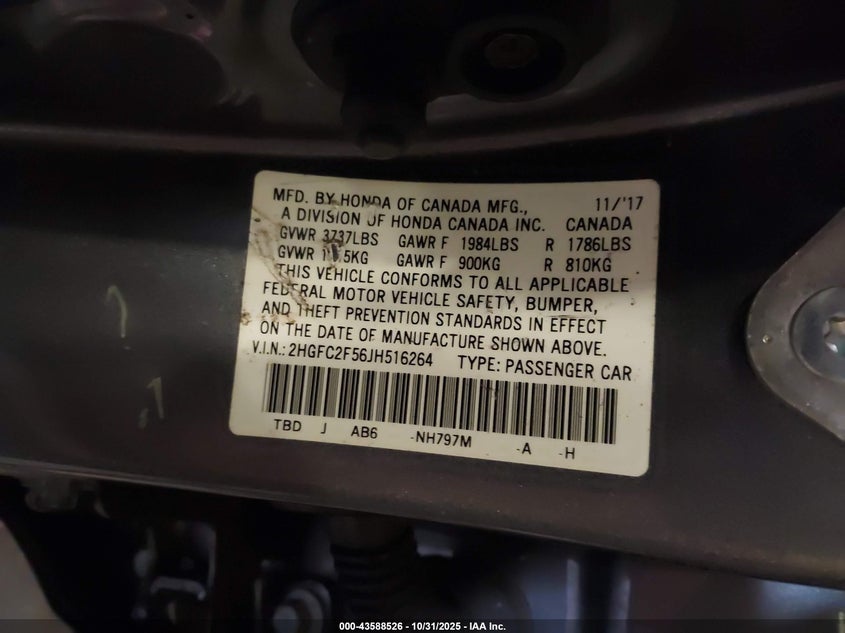 MFD. BY HONDA OF CANADA MFG., 11/'17
A DIVISION OF HONDA CANADA INC. CANADA
GVWR 3737LBS GAWR F 1984LBS R 1786LBS
GVWR GAWR F 900KG R 810KG
THIS VEHICLE CONFORMS TO ALL APPLICABLE
FEDERAL MOTOR VEHICLE SAFETY, BUMPER,
AND THEFT PREVENTION STANDARDS IN EFFECT
ON THE DATE OF MANUFACTURE SHOWN ABOVE.
V.I.N.: 2HGFC2F56JH516264 TYPE: PASSENGER CAR
TBD J AB6 -NH797M -A -H
000-43588526 - 10/31/2025 - IAA Inc.